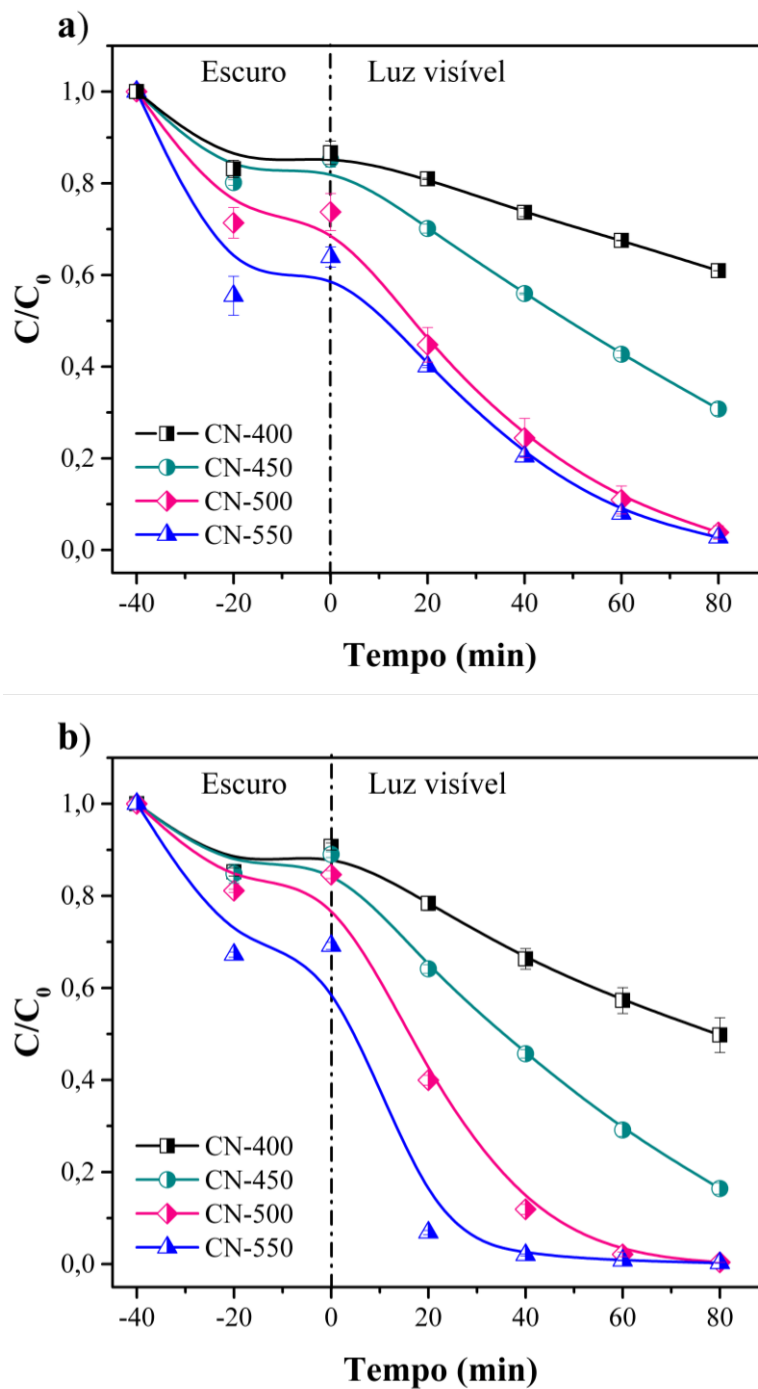 a)
Escuro Luz visível
1,0
0,8
0,6
0,4
0,2
0,0
C/C₀
CN-400
CN-450
CN-500
CN-550
-40 -20 0 20 40 60 80
Tempo (min)
b)
Escuro Luz visível
1,0
0,8
0,6
0,4
0,2
0,0
C/C₀
CN-400
CN-450
CN-500
CN-550
-40 -20 0 20 40 60 80
Tempo (min)